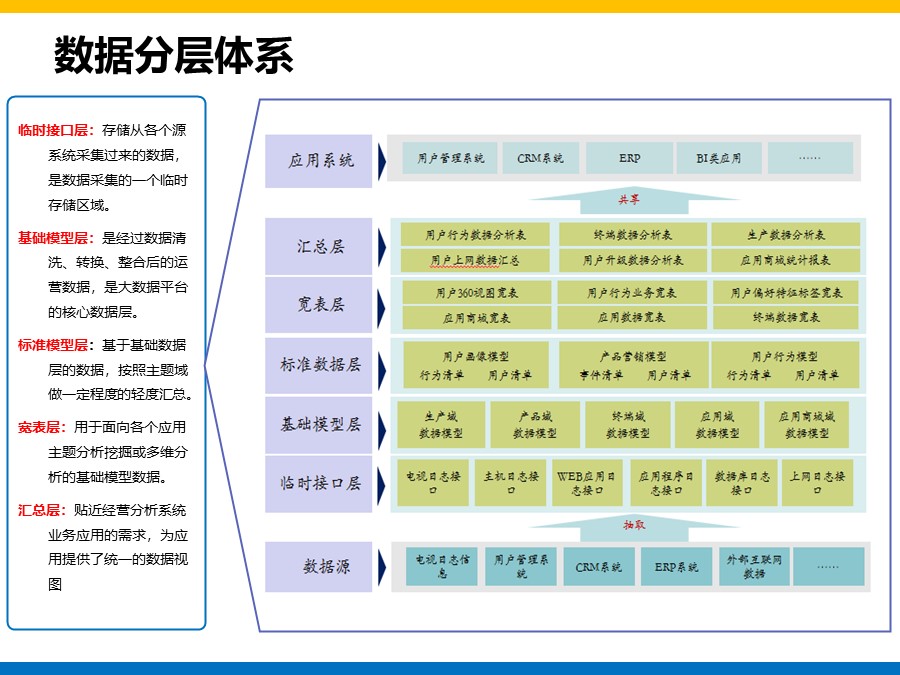 数据分层体系
临时接口层：存储从各个源
系统采集过来的数据，
是数据采集的一个临时
存储区域。
基础模型层：是经过数据清
洗、转换、整合后的运
营数据，是大数据平台
的核心数据层。
标准模型层：基于基础数据
层的数据，按照主题域
做一定程度的轻度汇总。
宽表层：用于面向各个应用
主题分析挖掘或多维分
析的基础模型数据。
汇总层：贴近经营分析系统
业务应用的需求，为应
用提供了统一的数据视
图
应用系统
用户管理系统
CRM系统
ERP
BI类应用
……
共享
汇总层
用户行为数据分析表
终端数据分析表
生产数据分析表
用户上网数据汇总
用户升级数据分析表
应用商城统计报表
宽表层
用户360视图宽表
用户行为业务宽表
用户偏好特征标签宽表
应用商城宽表
应用数据宽表
终端数据宽表
标准数据层
用户画像模型
行为清单 用户清单
产品营销模型
事件清单 用户清单
用户行为模型
行为清单 用户清单
基础模型层
生产域
数据模型
产品域
数据模型
终端域
数据模型
应用域
数据模型
应用商城域
数据模型
临时接口层
电视日志接
口
主机日志接
口
WEB应用日
志接口
应用程序日
志接口
数据库日志
接口
上网日志接
口
抽取
数据源
电视日志信
息
用户管理系
统
CRM系统
ERP系统
外部互联网
数据
……